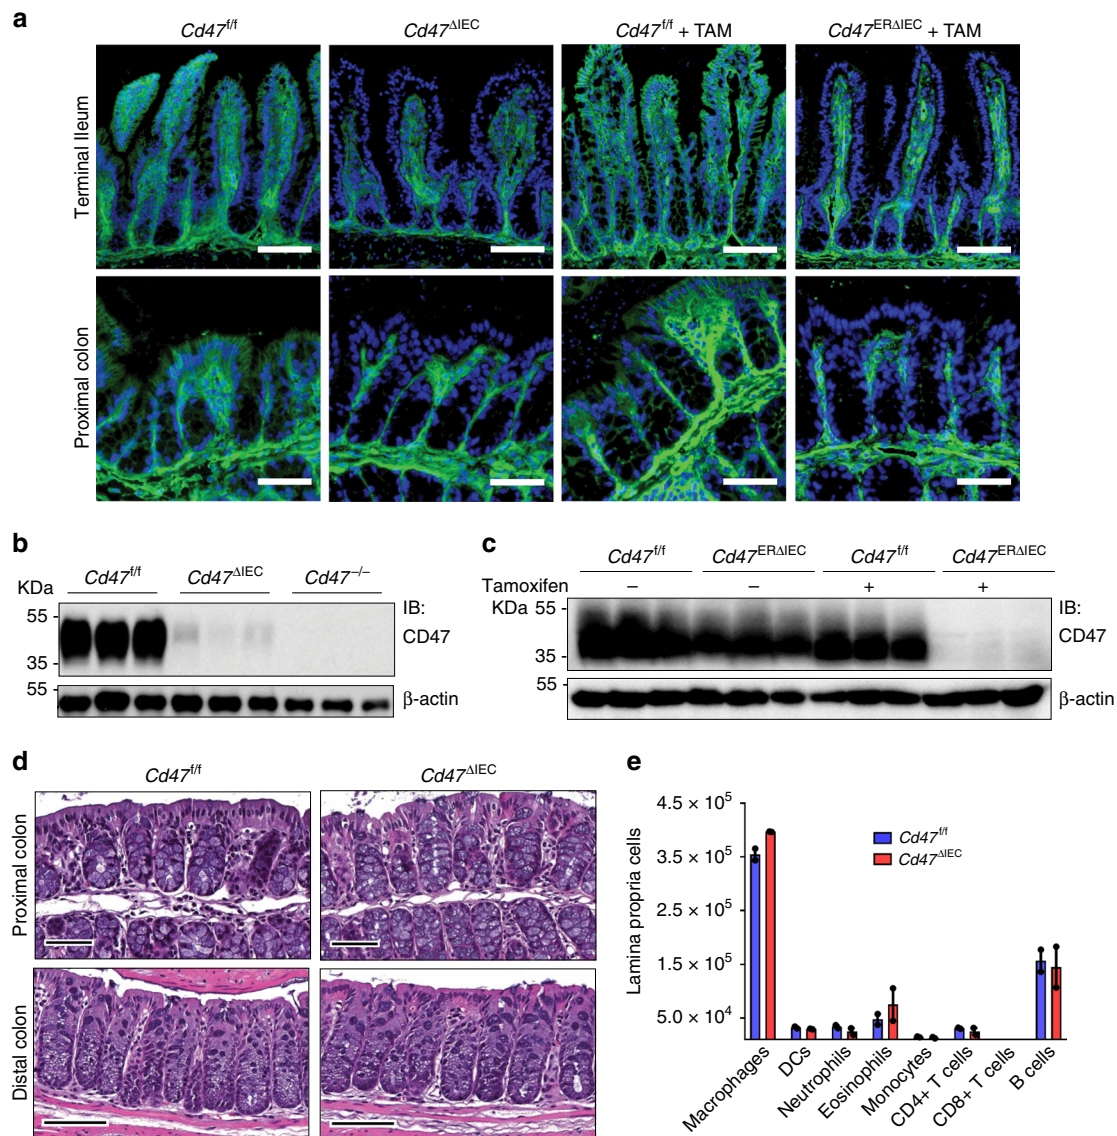 a
Cd47f/f
Cd47ΔIEC
Cd47f/f + TAM
Cd47ERΔIEC + TAM
Terminal Ileum
Proximal colon
b
Cd47f/f
Cd47ΔIEC
Cd47−/−
KDa
55
35
55
IB:
CD47
β-actin
c
Cd47f/f
Cd47ERΔIEC
Cd47f/f
Cd47ERΔIEC
Tamoxifen
–
–
+
+
KDa
55
35
55
IB:
CD47
β-actin
d
Cd47f/f
Cd47ΔIEC
Proximal colon
Distal colon
e
Lamina propria cells
4.5 × 10⁵
3.5 × 10⁵
2.5 × 10⁵
1.5 × 10⁵
5.0 × 10⁴
Cd47f/f
Cd47ΔIEC
Macrophages
DCs
Neutrophils
Eosinophils
Monocytes
CD4+ T cells
CD8+ T cells
B cells